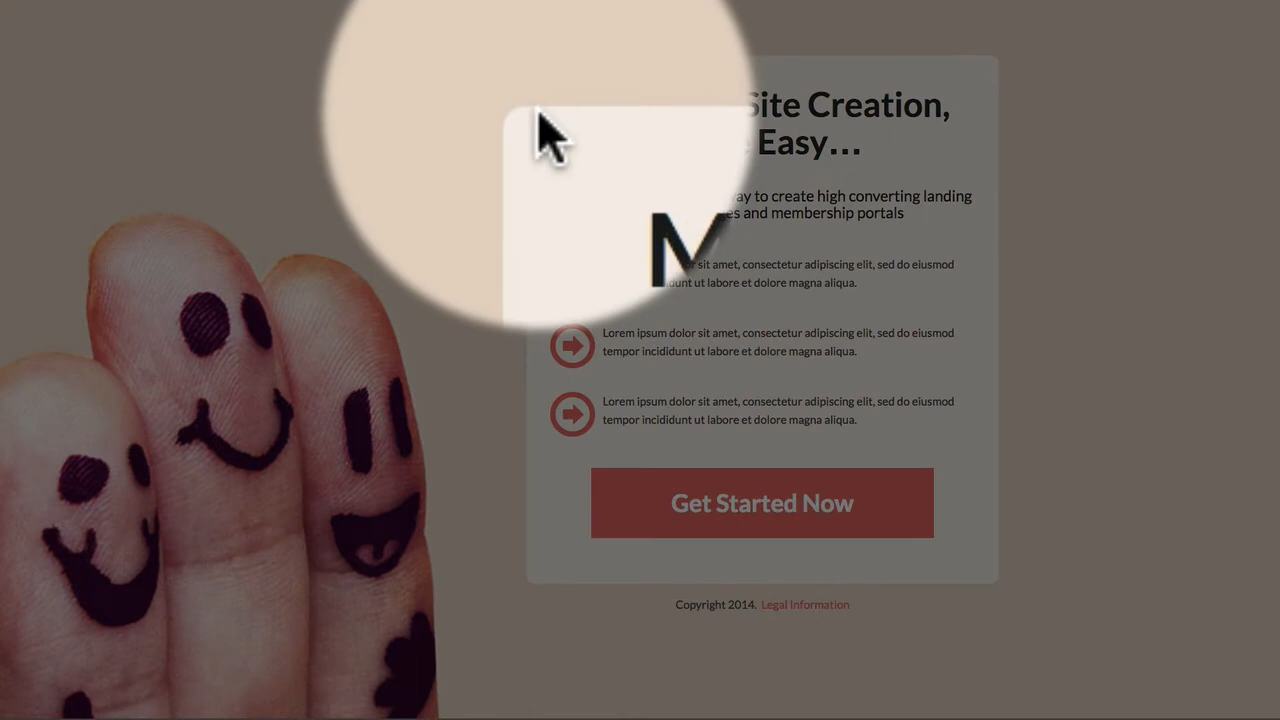 Site Creation,
M Easy...
way to create high converting landing
and membership portals
sit amet, consectetur adipiscing elit, sed do eiusmod
ut labore et dolore magna aliqua.
Lorem ipsum dolor sit amet, consectetur adipiscing elit, sed do eiusmod
tempor incididunt ut labore et dolore magna aliqua.
Lorem ipsum dolor sit amet, consectetur adipiscing elit, sed do eiusmod
tempor incididunt ut labore et dolore magna aliqua.
Get Started Now
Copyright 2014. Legal Information